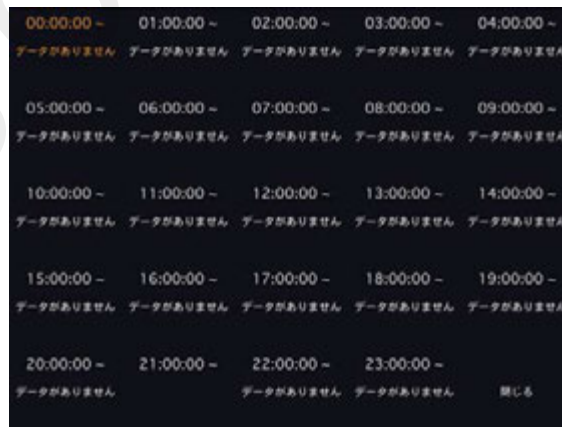 00:00:00 ~ 01:00:00 ~ 02:00:00 ~ 03:00:00 ~ 04:00:00 ~
データがありません データがありません データがありません データがありません データがありません
05:00:00 ~ 06:00:00 ~ 07:00:00 ~ 08:00:00 ~ 09:00:00 ~
データがありません データがありません データがありません データがありません データがありません
10:00:00 ~ 11:00:00 ~ 12:00:00 ~ 13:00:00 ~ 14:00:00 ~
データがありません データがありません データがありません データがありません データがありません
15:00:00 ~ 16:00:00 ~ 17:00:00 ~ 18:00:00 ~ 19:00:00 ~
データがありません データがありません データがありません データがありません データがありません
20:00:00 ~ 21:00:00 ~ 22:00:00 ~ 23:00:00 ~
データがありません データがありません データがありません 閉じる